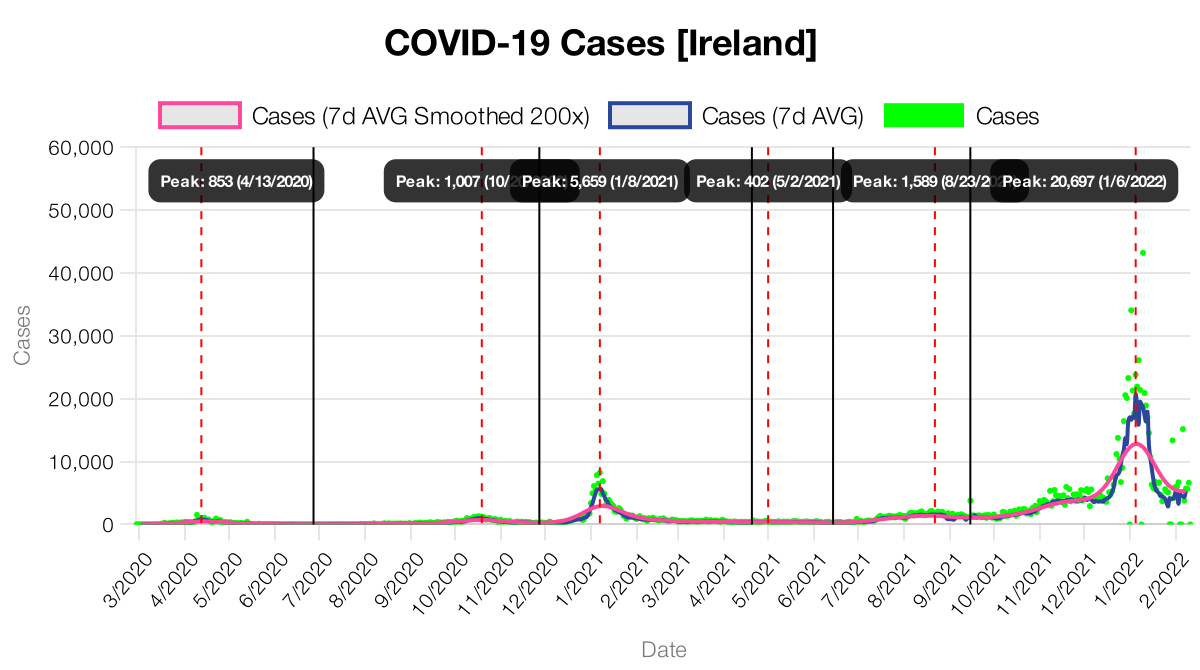 COVID-19 Cases [Ireland]
Cases (7d AVG Smoothed 200x)
Cases (7d AVG)
Cases
60,000
50,000
40,000
30,000
20,000
10,000
0
Cases
Peak: 853 (4/13/2020)
Peak: 1,007 (10/
Peak: 5,659 (1/8/2021)
Peak: 402 (5/2/2021)
Peak: 1,589 (8/23/20
Peak: 20,697 (1/6/2022)
3/2020
4/2020
5/2020
6/2020
7/2020
8/2020
9/2020
10/2020
11/2020
12/2020
1/2021
2/2021
3/2021
4/2021
5/2021
6/2021
7/2021
8/2021
9/2021
10/2021
11/2021
12/2021
1/2022
2/2022
Date